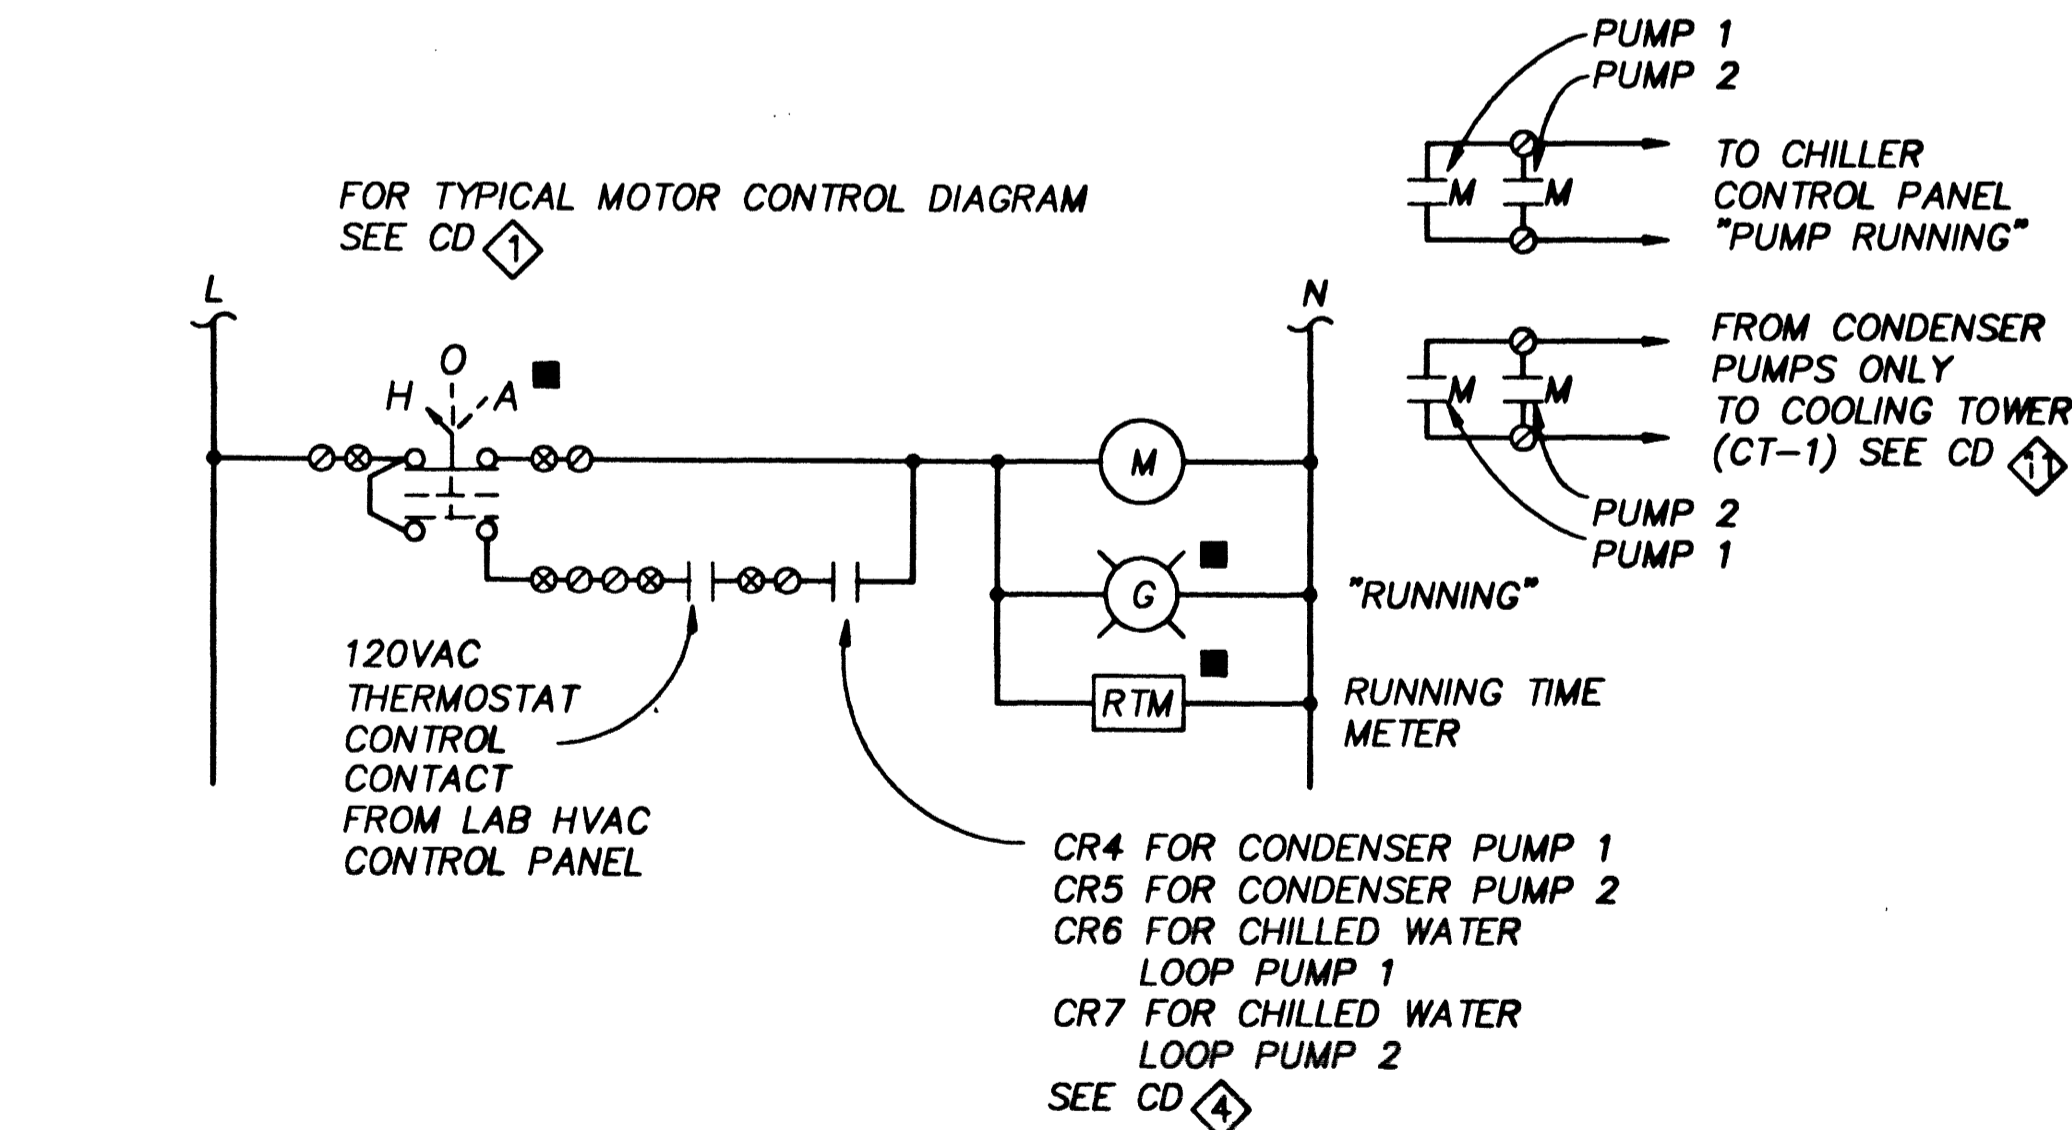 PUMP 1
PUMP 2
TO CHILLER
CONTROL PANEL
"PUMP RUNNING"
M
M
FOR TYPICAL MOTOR CONTROL DIAGRAM
SEE CD 1
L
N
O
H
A
M
G
"RUNNING"
RTM
RUNNING TIME
METER
FROM CONDENSER
PUMPS ONLY
TO COOLING TOWER
(CT-1) SEE CD 11
M
M
PUMP 2
PUMP 1
120VAC
THERMOSTAT
CONTROL
CONTACT
FROM LAB HVAC
CONTROL PANEL
CR4 FOR CONDENSER PUMP 1
CR5 FOR CONDENSER PUMP 2
CR6 FOR CHILLED WATER
LOOP PUMP 1
CR7 FOR CHILLED WATER
LOOP PUMP 2
SEE CD 4